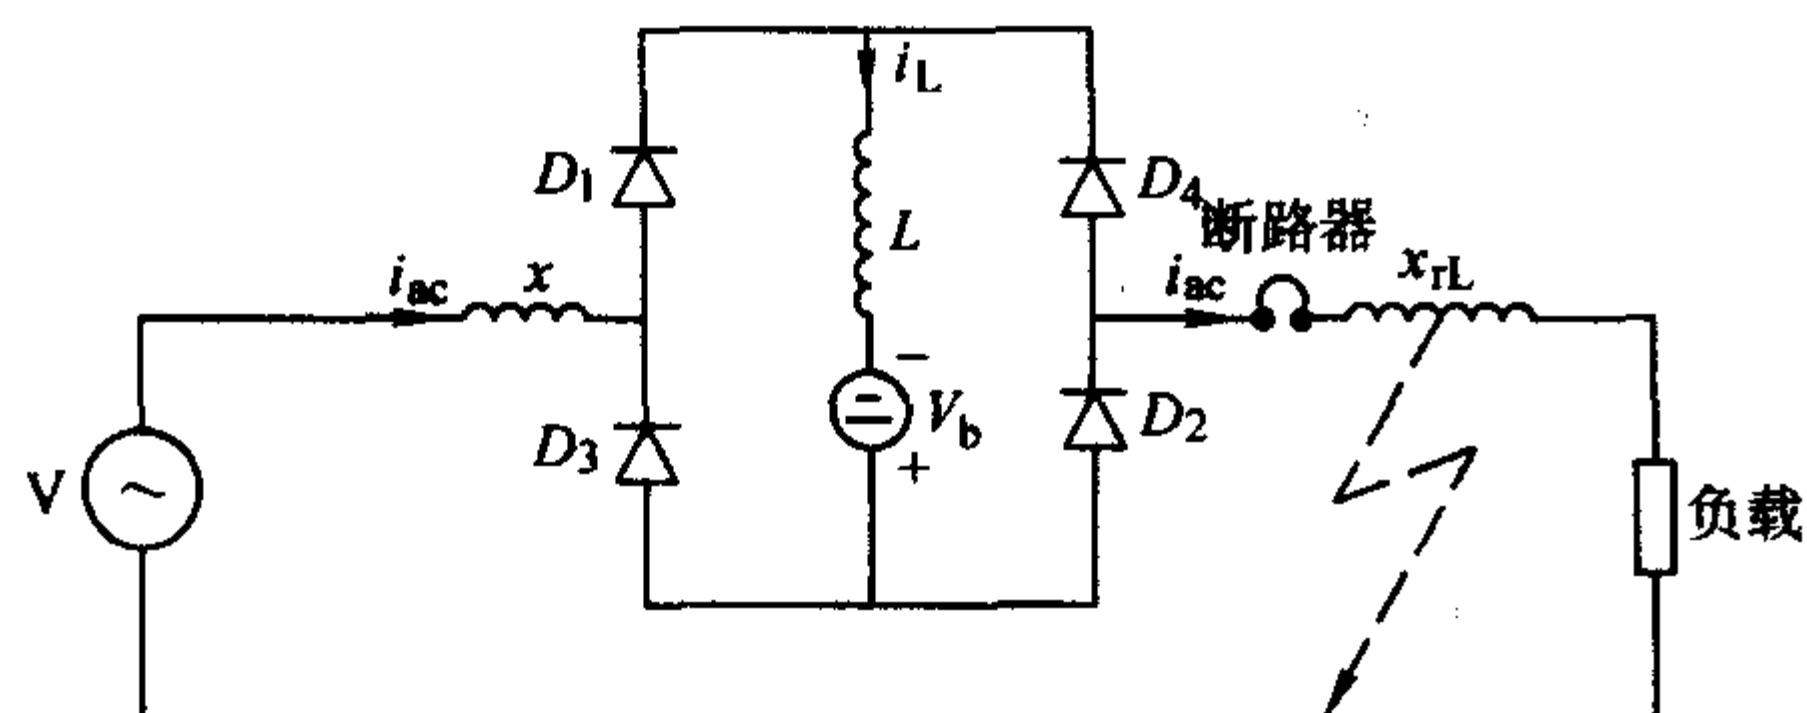 i_L
D_1
D_4
断路器
L
i_ac
x
i_ac
x_rL
−
V_b
+
D_3
D_2
V
~
负载